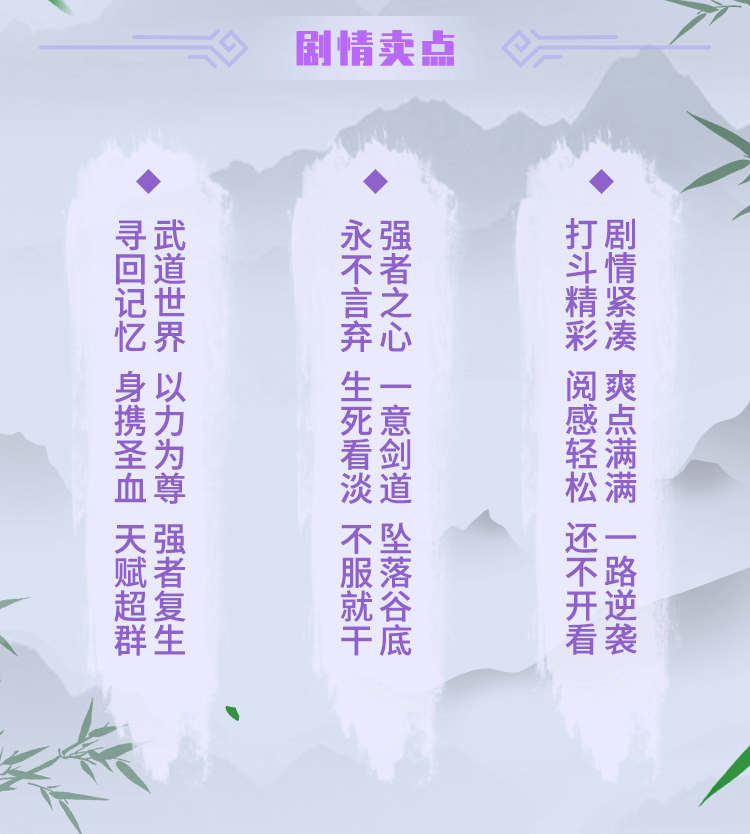 剧情卖点
武道世界 以力为尊 强者复生
寻回记忆 身携圣血 天赋超群
强者之心 一意剑道 坠落谷底
永不言弃 生死看淡 不服就干
剧情紧凑 爽点满满 一路逆袭
打斗精彩 阅感轻松 还不开看